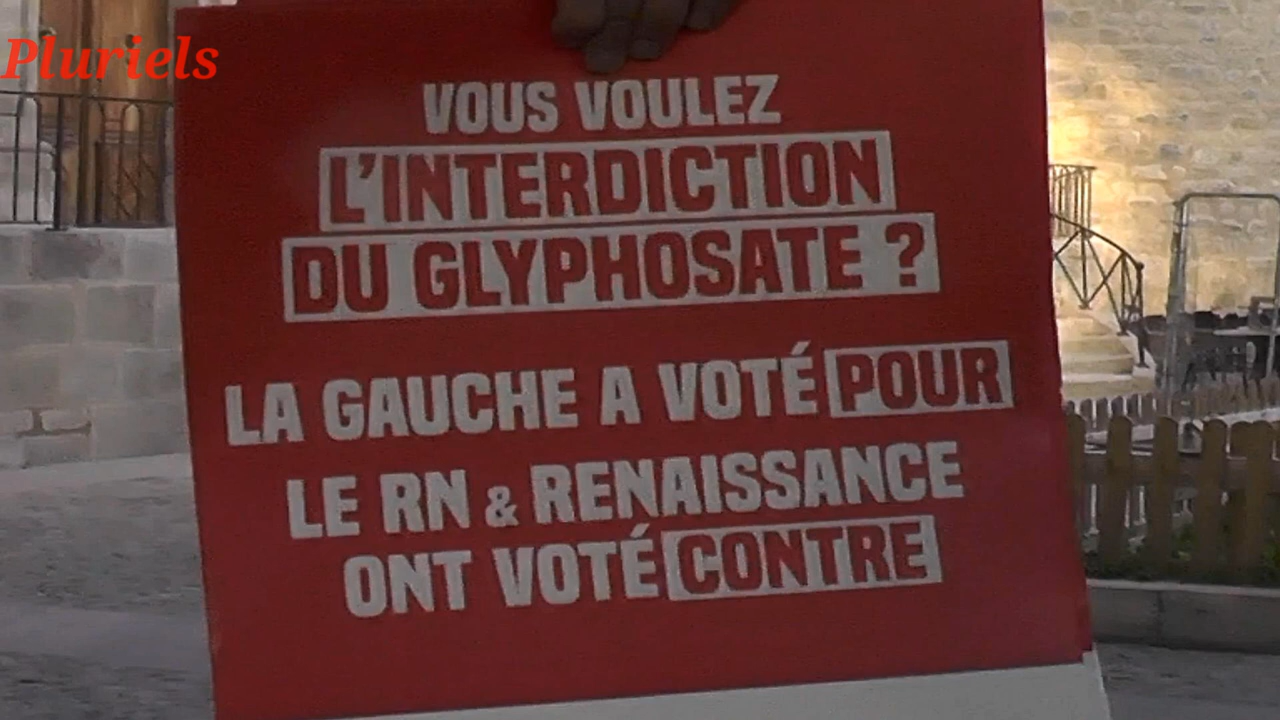 Pluriels
VOUS VOULEZ
L'INTERDICTION
DU GLYPHOSATE ?
LA GAUCHE A VOTÉ POUR
LE RN & RENAISSANCE
ONT VOTÉ CONTRE